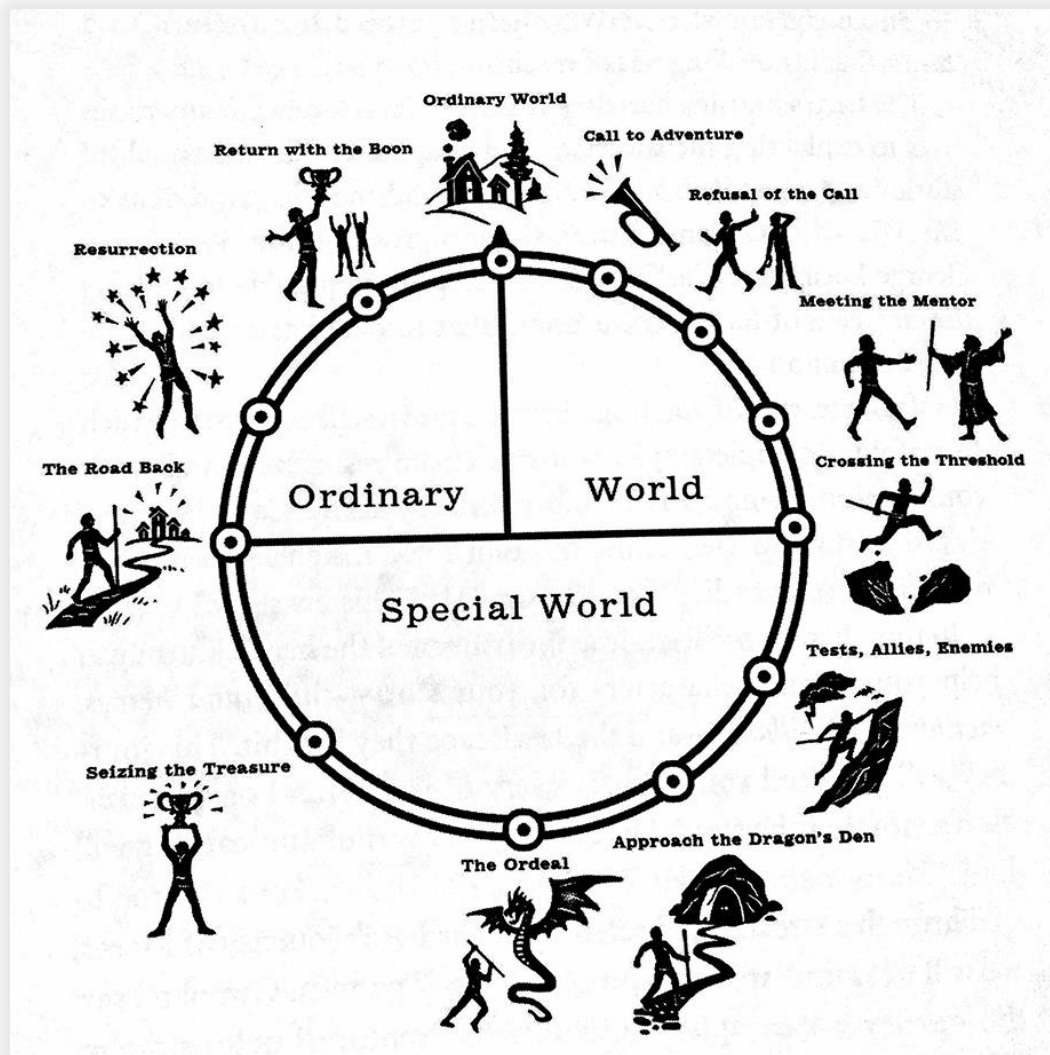 Ordinary World
Call to Adventure
Refusal of the Call
Meeting the Mentor
Crossing the Threshold
Tests, Allies, Enemies
Approach the Dragon's Den
The Ordeal
Seizing the Treasure
The Road Back
Resurrection
Return with the Boon
Ordinary World
Special World